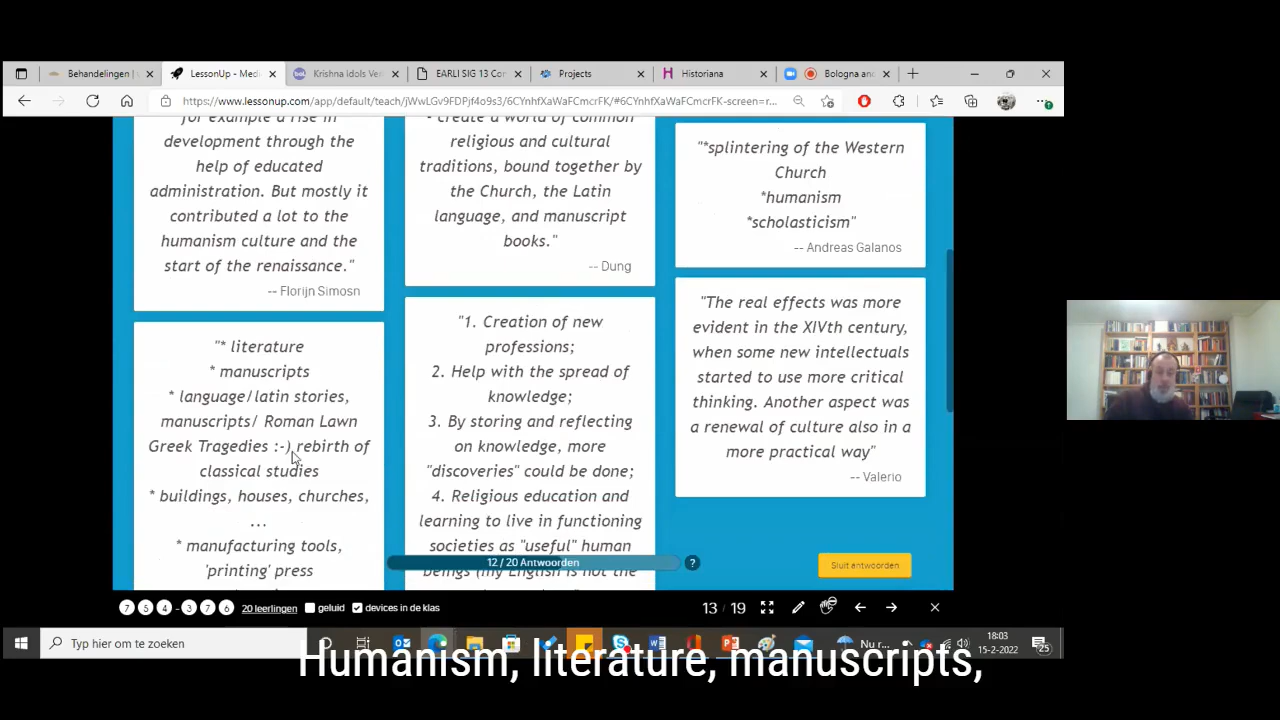 Behandelingen | v
LessonUp - Med
Krishna idols Ve
EARLI SIG 13 Co
Projects
Historiana
Bologna an
https://www.lessonup.com/app/default/teach/jWwLGv9FDPjf4o9s3/6CYnhfXaWaFCmcrFK/#6CYnhfXaWaFCmcrFK-screen=r...
for example a rise in
development through the
help of educated
administration. But mostly it
contributed a lot to the
humanism culture and the
start of the renaissance."
-- Florijn Simosn
"* literature
* manuscripts
* language/latin stories,
manuscripts/ Roman Lawn
Greek Tragedies :-) rebirth of
classical studies
* buildings, houses, churches,
...
* manufacturing tools,
'printing' press
- create a world of common
religious and cultural
traditions, bound together by
the Church, the Latin
language, and manuscript
books."
-- Dung
"1. Creation of new
professions;
2. Help with the spread of
knowledge;
3. By storing and reflecting
on knowledge, more
"discoveries" could be done;
4. Religious education and
learning to live in functioning
societies as "useful" human
beings (my English is not the
"*splintering of the Western
Church
*humanism
*scholasticism"
-- Andreas Galanos
"The real effects was more
evident in the XIVth century,
when some new intellectuals
started to use more critical
thinking. Another aspect was
a renewal of culture also in a
more practical way"
-- Valerio
12 / 20 Antwoorden
?
Sluit antwoorden
7 5 4 - 3 7 6
20 leerlingen
geluid
devices in de klas
13 / 19
Typ hier om te zoeken
Nu r...
18:03
15-2-2022
25
Humanism, literature, manuscripts,